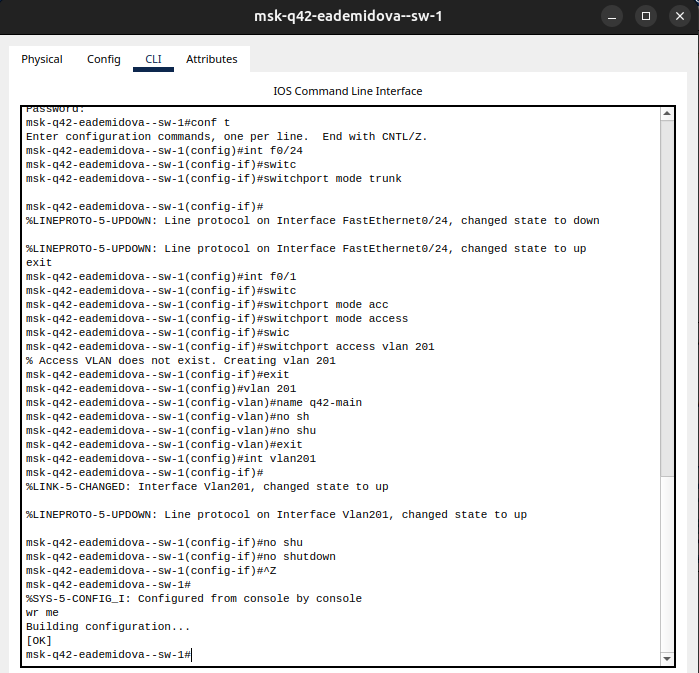 msk-q42-eademidova--sw-1
Physical Config CLI Attributes
IOS Command Line Interface
Password:
msk-q42-eademidova--sw-1#conf t
Enter configuration commands, one per line.  End with CNTL/Z.
msk-q42-eademidova--sw-1(config)#int f0/24
msk-q42-eademidova--sw-1(config-if)#switc
msk-q42-eademidova--sw-1(config-if)#switchport mode trunk
msk-q42-eademidova--sw-1(config-if)#
%LINEPROTO-5-UPDOWN: Line protocol on Interface FastEthernet0/24, changed state to down
%LINEPROTO-5-UPDOWN: Line protocol on Interface FastEthernet0/24, changed state to up
exit
msk-q42-eademidova--sw-1(config)#int f0/1
msk-q42-eademidova--sw-1(config-if)#switc
msk-q42-eademidova--sw-1(config-if)#switchport mode acc
msk-q42-eademidova--sw-1(config-if)#switchport mode access
msk-q42-eademidova--sw-1(config-if)#swic
msk-q42-eademidova--sw-1(config-if)#switchport access vlan 201
% Access VLAN does not exist. Creating vlan 201
msk-q42-eademidova--sw-1(config-if)#exit
msk-q42-eademidova--sw-1(config)#vlan 201
msk-q42-eademidova--sw-1(config-vlan)#name q42-main
msk-q42-eademidova--sw-1(config-vlan)#no sh
msk-q42-eademidova--sw-1(config-vlan)#no shu
msk-q42-eademidova--sw-1(config-vlan)#exit
msk-q42-eademidova--sw-1(config)#int vlan201
msk-q42-eademidova--sw-1(config-if)#
%LINK-5-CHANGED: Interface Vlan201, changed state to up
%LINEPROTO-5-UPDOWN: Line protocol on Interface Vlan201, changed state to up
msk-q42-eademidova--sw-1(config-if)#no shu
msk-q42-eademidova--sw-1(config-if)#no shutdown
msk-q42-eademidova--sw-1(config-if)#^Z
msk-q42-eademidova--sw-1#
%SYS-5-CONFIG_I: Configured from console by console
wr me
Building configuration...
[OK]
msk-q42-eademidova--sw-1#